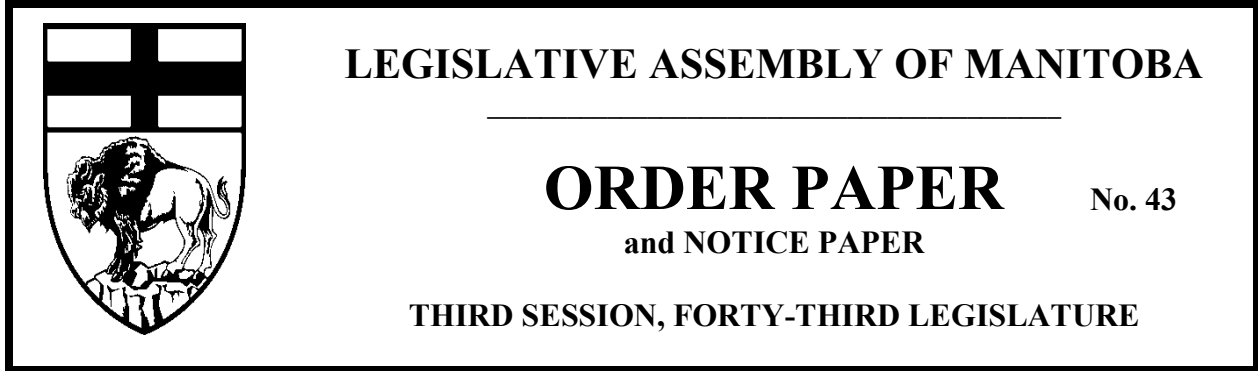 LEGISLATIVE ASSEMBLY OF MANITOBA
ORDER PAPER No. 43
and NOTICE PAPER
THIRD SESSION, FORTY-THIRD LEGISLATURE